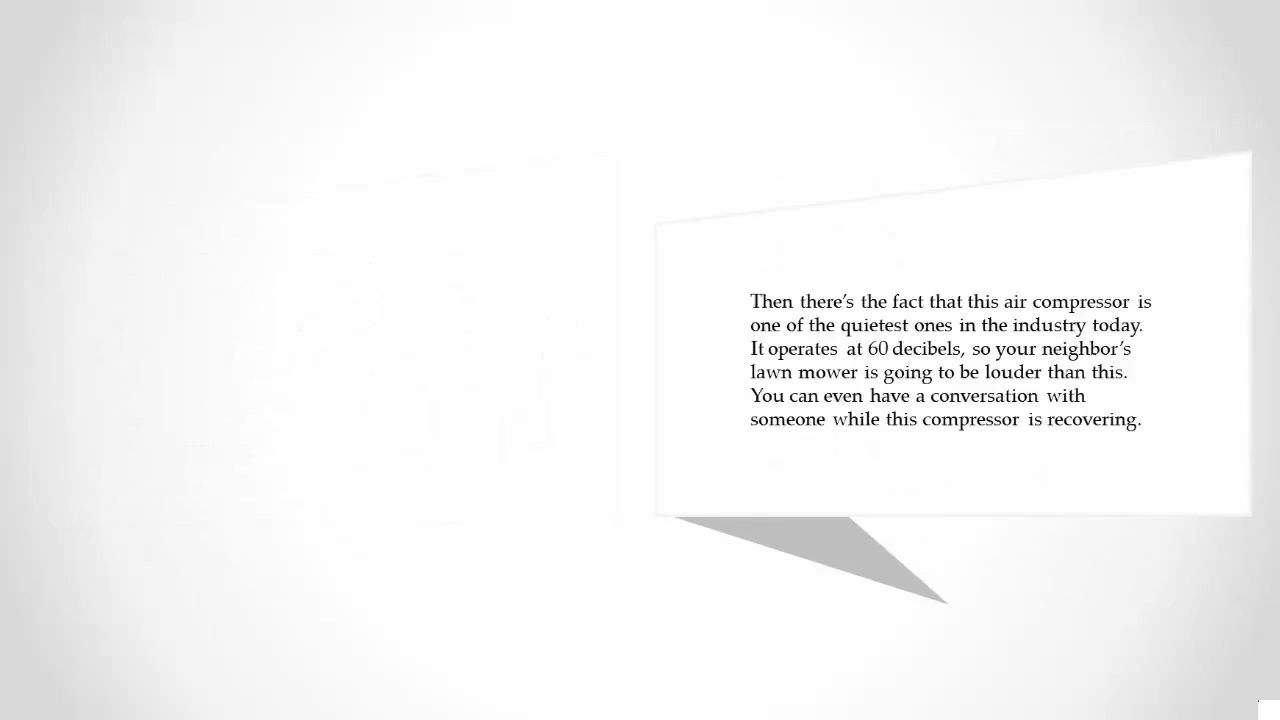 Then there’s the fact that this air compressor is
one of the quietest ones in the industry today.
It operates at 60 decibels, so your neighbor’s
lawn mower is going to be louder than this.
You can even have a conversation with
someone while this compressor is recovering.